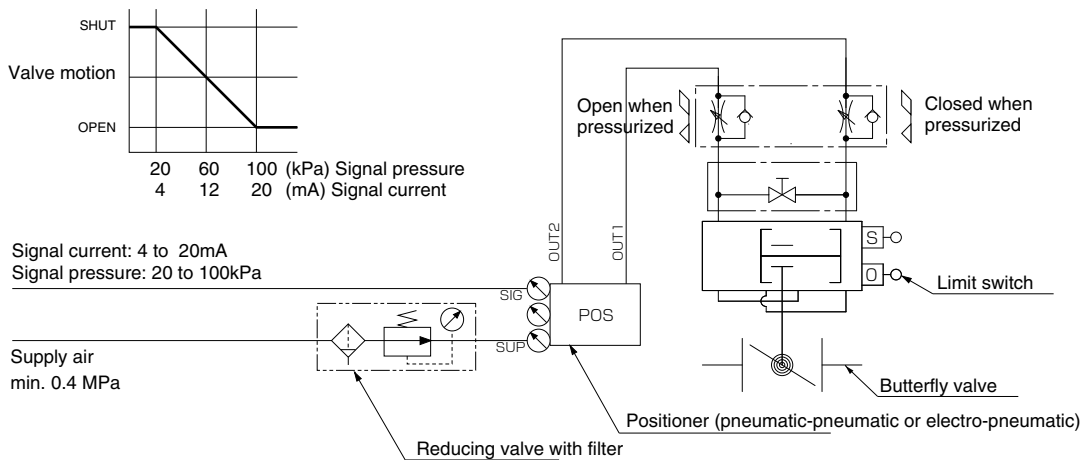 SHUT
Valve motion
OPEN
20 60 100 (kPa) Signal pressure
4 12 20 (mA) Signal current
Open when
pressurized
Closed when
pressurized
OUT2
OUT1
S
O
Limit switch
Signal current: 4 to 20mA
Signal pressure: 20 to 100kPa
SIG
POS
SUP
Supply air
min. 0.4 MPa
Butterfly valve
Positioner (pneumatic-pneumatic or electro-pneumatic)
Reducing valve with filter